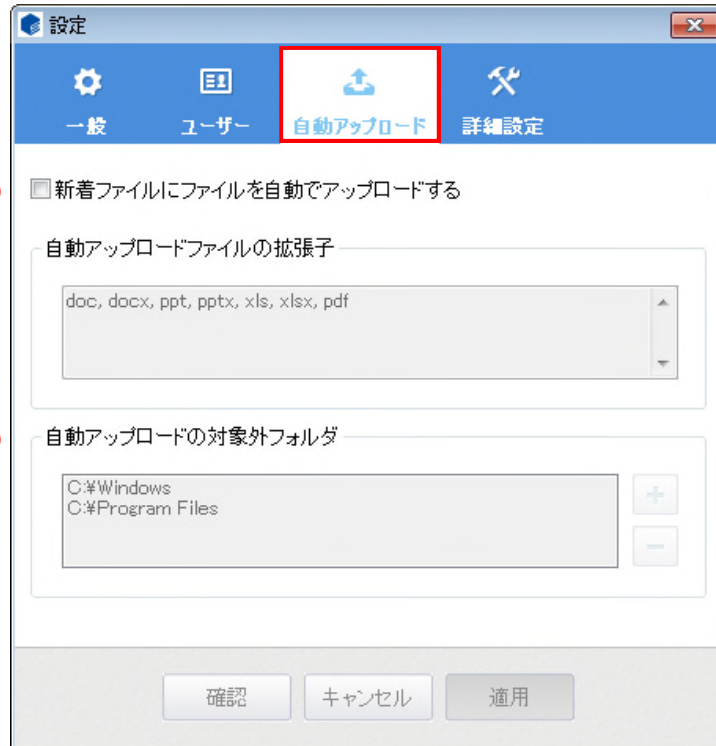 設定
一般
ユーザー
自動アップロード
詳細設定
新着ファイルにファイルを自動でアップロードする
自動アップロードファイルの拡張子
doc, docx, ppt, pptx, xls, xlsx, pdf
自動アップロードの対象外フォルダ
C:¥Windows
C:¥Program Files
確認
キャンセル
適用